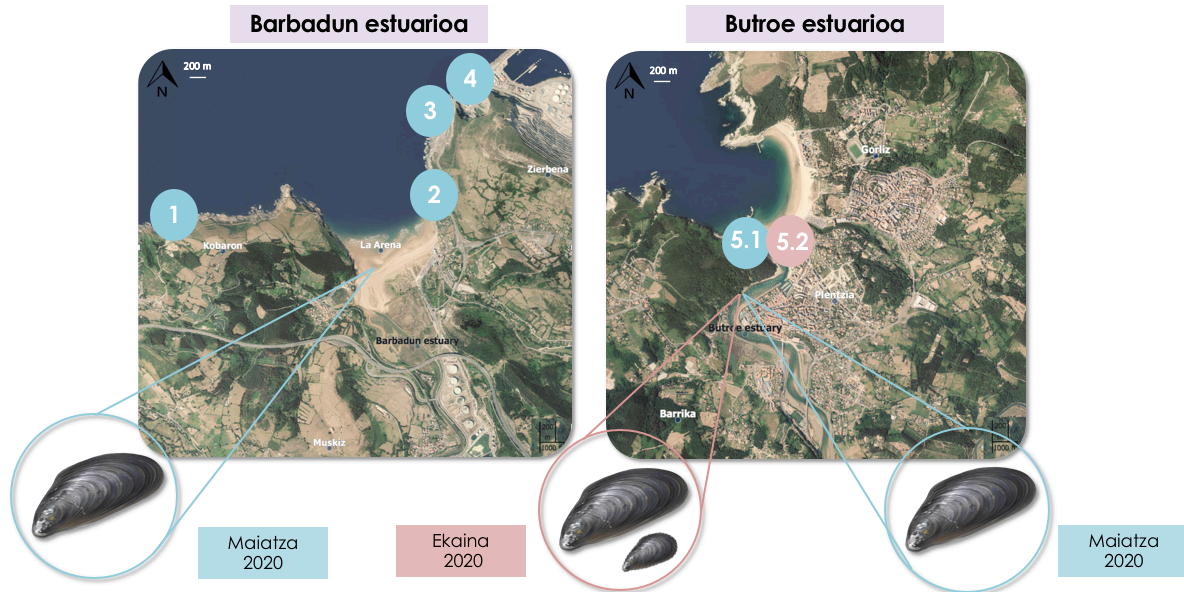 Barbadun estuarioa
Butroe estuarioa
200 m
N
4
3
2
1
Zierbena
Kobaron
La Arena
Barbadun estuary
Muskiz
200 m
N
Gorliz
5.1
5.2
Plentzia
Butroe estuary
Barrika
Maiatza
2020
Ekaina
2020
Maiatza
2020